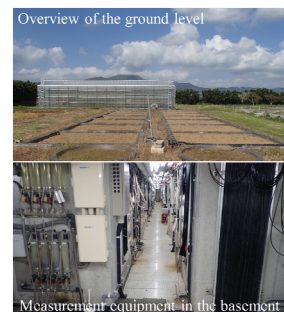 Overview of the ground level
Measurement equipment in the basement